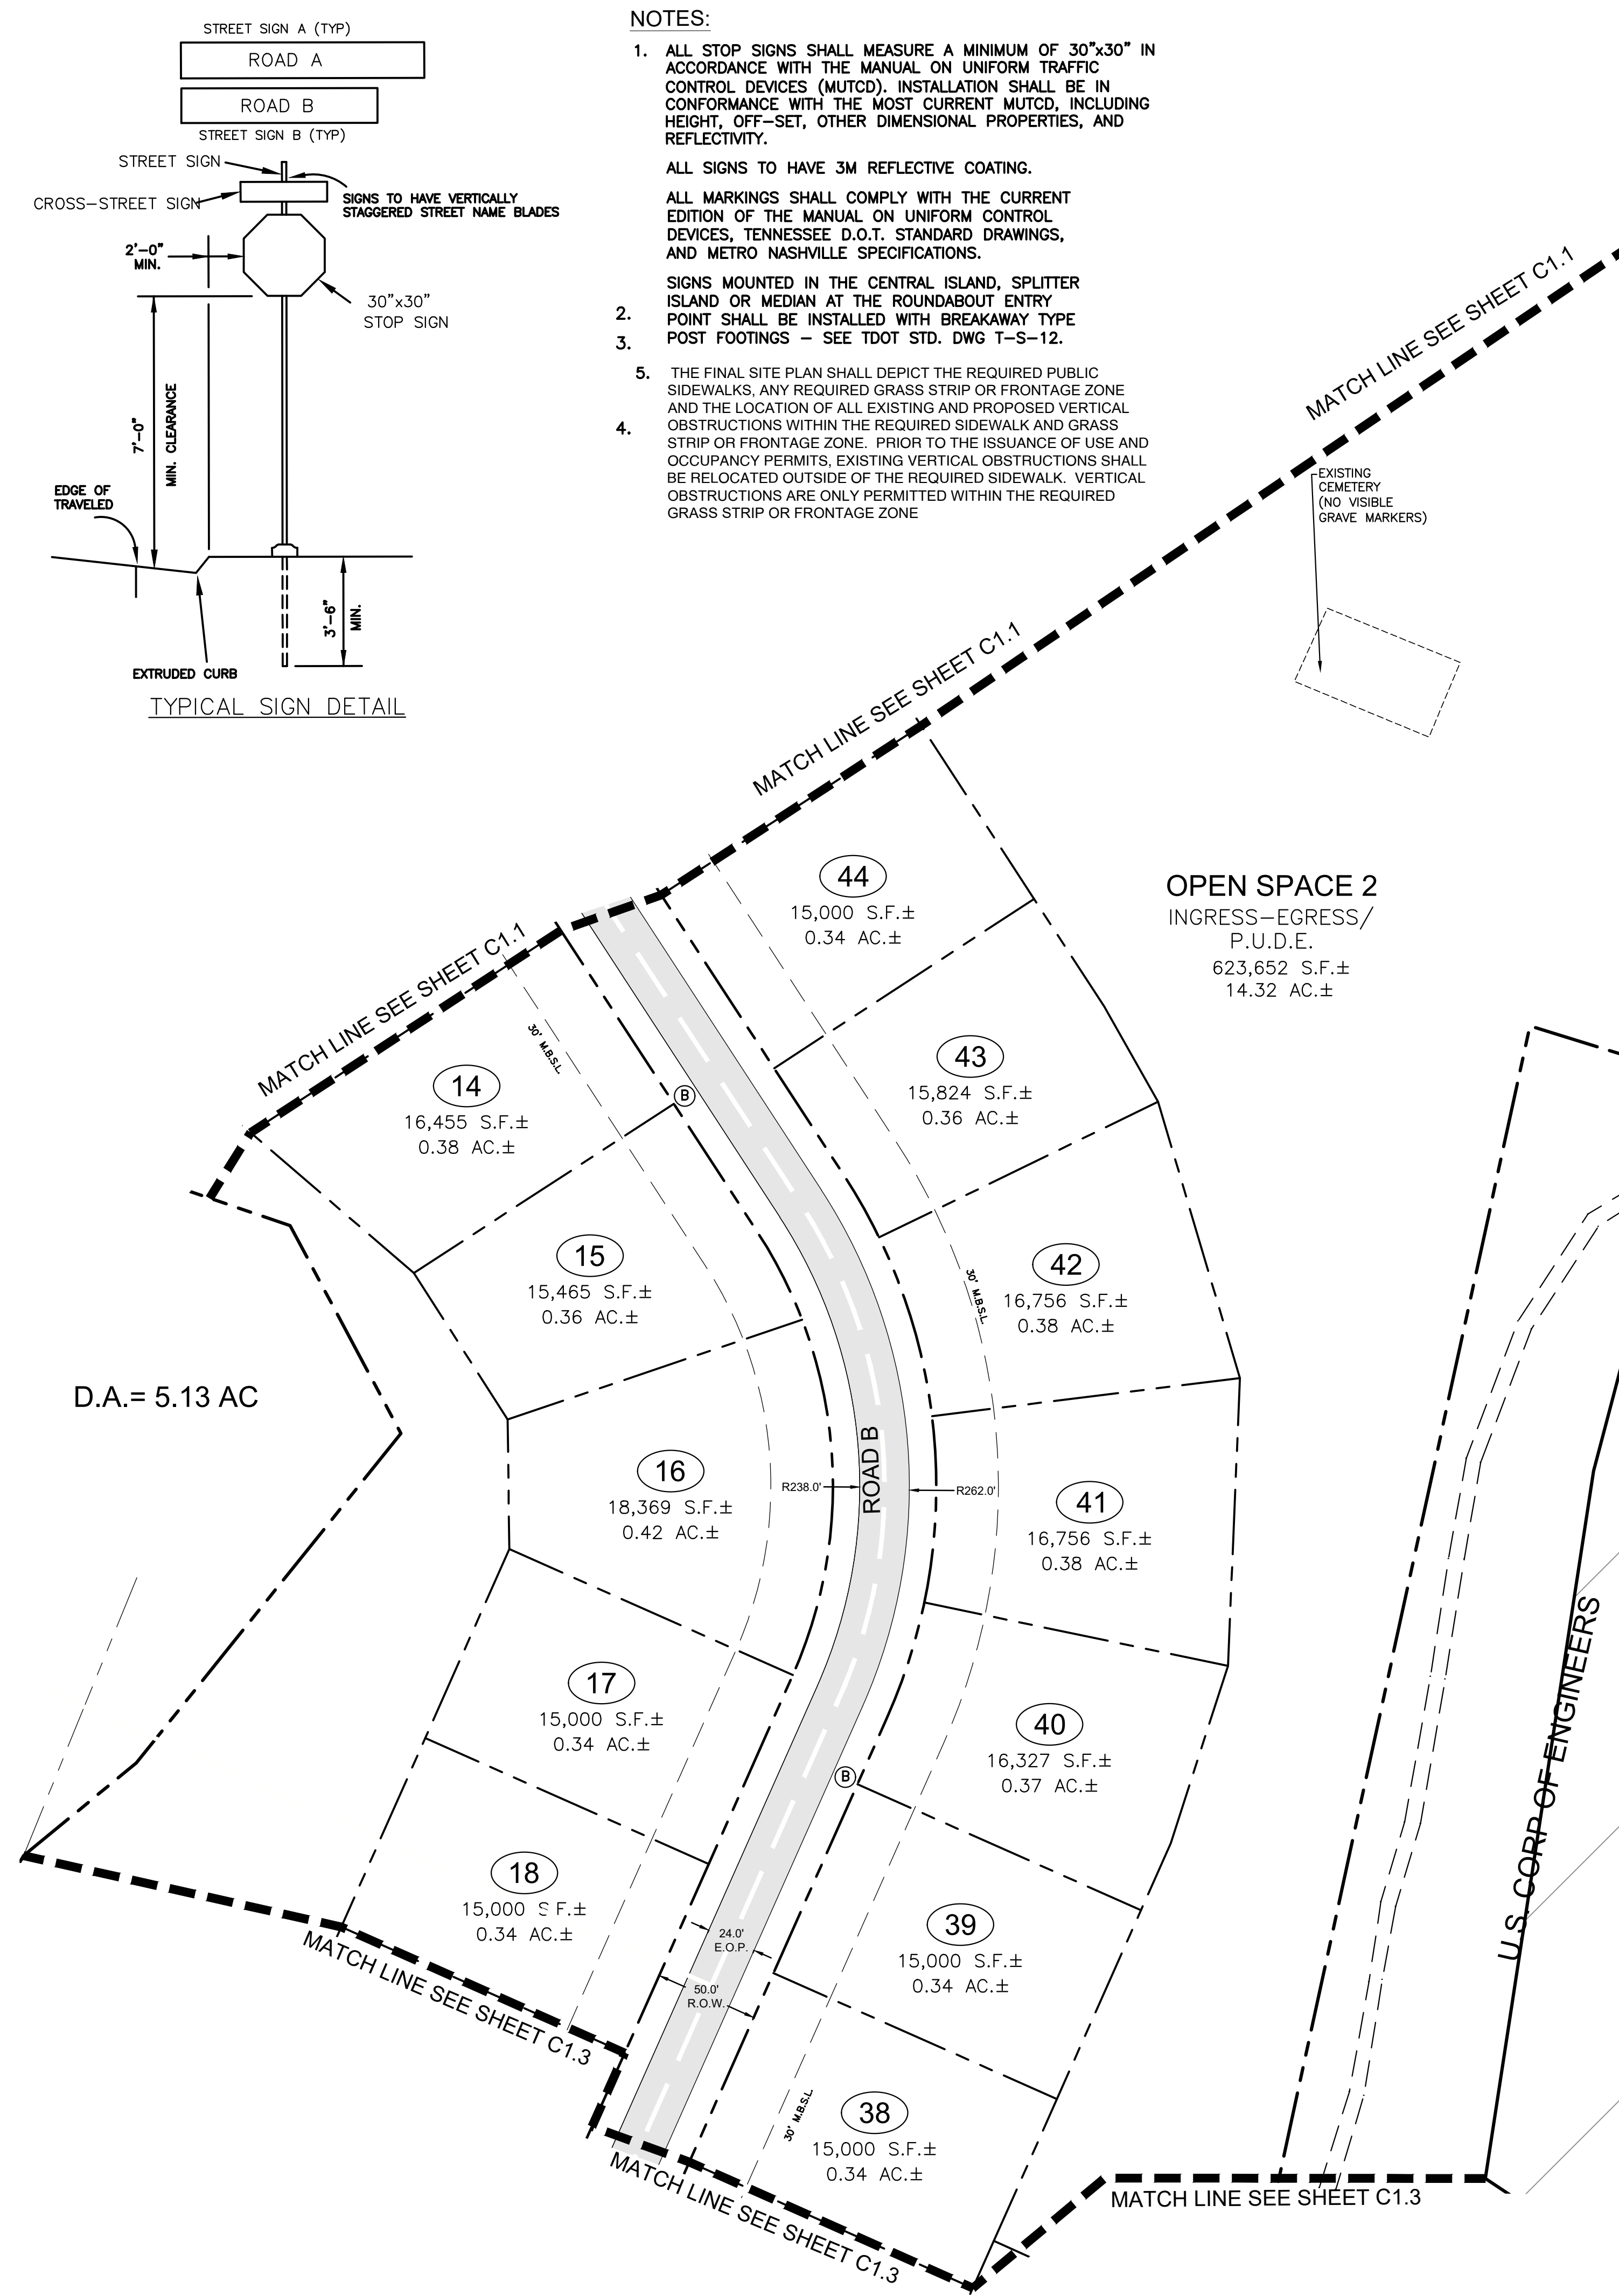 STREET SIGN A (TYP)
ROAD A
ROAD B
STREET SIGN B (TYP)
STREET SIGN
CROSS-STREET SIGN
SIGNS TO HAVE VERTICALLY
STAGGERED STREET NAME BLADES
2'-0"
MIN.
30"x30"
STOP SIGN
7'-0"
MIN. CLEARANCE
EDGE OF
TRAVELED
3'-6"
MIN.
EXTRUDED CURB
TYPICAL SIGN DETAIL
NOTES:
1. ALL STOP SIGNS SHALL MEASURE A MINIMUM OF 30"x30" IN
ACCORDANCE WITH THE MANUAL ON UNIFORM TRAFFIC
CONTROL DEVICES (MUTCD). INSTALLATION SHALL BE IN
CONFORMANCE WITH THE MOST CURRENT MUTCD, INCLUDING
HEIGHT, OFF-SET, OTHER DIMENSIONAL PROPERTIES, AND
REFLECTIVITY.
ALL SIGNS TO HAVE 3M REFLECTIVE COATING.
ALL MARKINGS SHALL COMPLY WITH THE CURRENT
EDITION OF THE MANUAL ON UNIFORM CONTROL
DEVICES, TENNESSEE D.O.T. STANDARD DRAWINGS,
AND METRO NASHVILLE SPECIFICATIONS.
SIGNS MOUNTED IN THE CENTRAL ISLAND, SPLITTER
ISLAND OR MEDIAN AT THE ROUNDABOUT ENTRY
2. POINT SHALL BE INSTALLED WITH BREAKAWAY TYPE
3. POST FOOTINGS - SEE TDOT STD. DWG T-S-12.
5. THE FINAL SITE PLAN SHALL DEPICT THE REQUIRED PUBLIC
SIDEWALKS, ANY REQUIRED GRASS STRIP OR FRONTAGE ZONE
AND THE LOCATION OF ALL EXISTING AND PROPOSED VERTICAL
4. OBSTRUCTIONS WITHIN THE REQUIRED SIDEWALK AND GRASS
STRIP OR FRONTAGE ZONE. PRIOR TO THE ISSUANCE OF USE AND
OCCUPANCY PERMITS, EXISTING VERTICAL OBSTRUCTIONS SHALL
BE RELOCATED OUTSIDE OF THE REQUIRED SIDEWALK. VERTICAL
OBSTRUCTIONS ARE ONLY PERMITTED WITHIN THE REQUIRED
GRASS STRIP OR FRONTAGE ZONE
MATCH LINE SEE SHEET C1.1
EXISTING
CEMETERY
(NO VISIBLE
GRAVE MARKERS)
MATCH LINE SEE SHEET C1.1
MATCH LINE SEE SHEET C1.1
OPEN SPACE 2
INGRESS-EGRESS/
P.U.D.E.
623,652 S.F.±
14.32 AC.±
44
15,000 S.F.±
0.34 AC.±
43
15,824 S.F.±
0.36 AC.±
30' M.B.S.L.
14
16,455 S.F.±
0.38 AC.±
B
15
15,465 S.F.±
0.36 AC.±
42
16,756 S.F.±
0.38 AC.±
30' M.B.S.L.
D.A.= 5.13 AC
16
18,369 S.F.±
0.42 AC.±
R238.0'
ROAD B
R262.0'
41
16,756 S.F.±
0.38 AC.±
17
15,000 S.F.±
0.34 AC.±
40
16,327 S.F.±
0.37 AC.±
B
U.S. CORP OF ENGINEERS
18
15,000 S F.±
0.34 AC.±
24.0'
E.O.P.
50.0'
R.O.W.
39
15,000 S.F.±
0.34 AC.±
MATCH LINE SEE SHEET C1.3
30' M.B.S.L.
38
15,000 S.F.±
0.34 AC.±
MATCH LINE SEE SHEET C1.3
MATCH LINE SEE SHEET C1.3